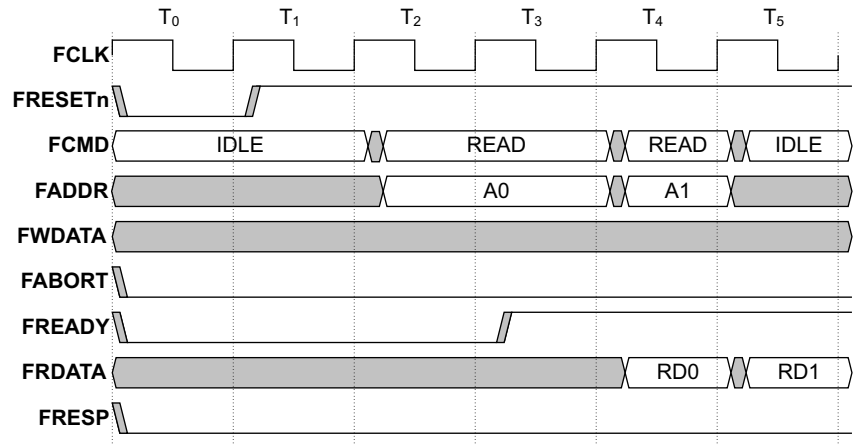 T₀ T₁ T₂ T₃ T₄ T₅
FCLK
FRESETn
FCMD IDLE READ READ IDLE
FADDR A0 A1
FWDATA
FABORT
FREADY
FRDATA RD0 RD1
FRESP